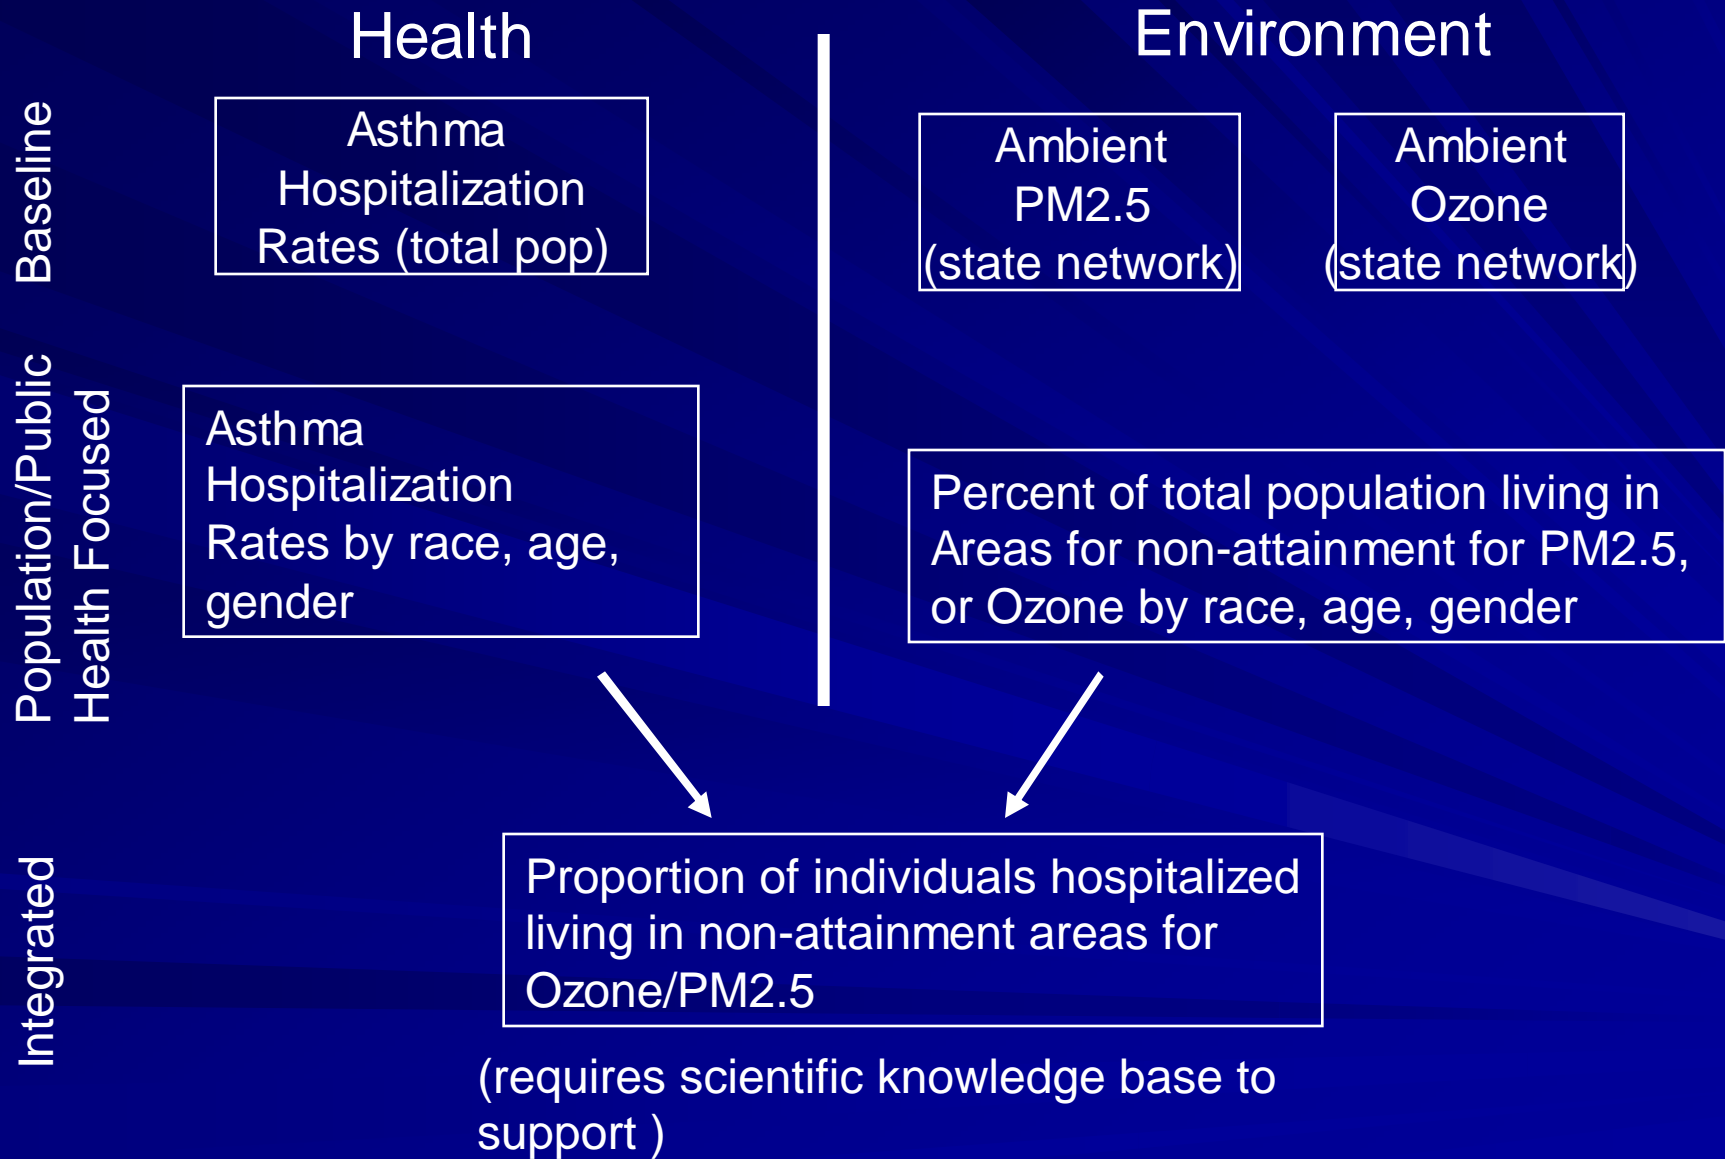 Health
Environment
Baseline
Asthma
Hospitalization
Rates (total pop)
Ambient
PM2.5
(state network)
Ambient
Ozone
(state network)
Population/Public
Health Focused
Asthma
Hospitalization
Rates by race, age,
gender
Percent of total population living in
Areas for non-attainment for PM2.5,
or Ozone by race, age, gender
Integrated
Proportion of individuals hospitalized
living in non-attainment areas for
Ozone/PM2.5
(requires scientific knowledge base to
support )